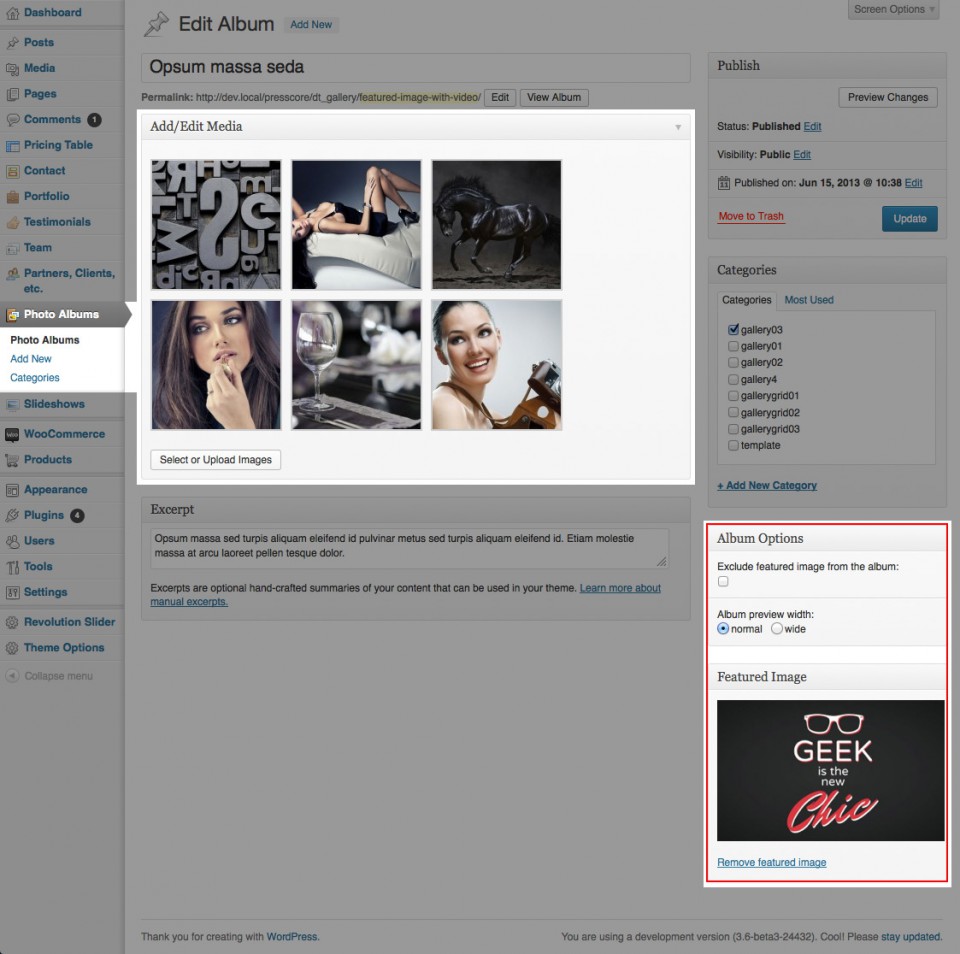 Dashboard
Posts
Media
Pages
Comments 1
Pricing Table
Contact
Portfolio
Testimonials
Team
Partners, Clients,
etc.
Photo Albums
Photo Albums
Add New
Categories
Slideshows
WooCommerce
Products
Appearance
Plugins 4
Users
Tools
Settings
Revolution Slider
Theme Options
Collapse menu
Screen Options
Edit Album Add New
Opsum massa seda
Permalink: http://dev.local/presscore/dt_gallery/featured-image-with-video/ Edit View Album
Add/Edit Media
Select or Upload Images
Excerpt
Opsum massa sed turpis aliquam eleifend id pulvinar metus sed turpis aliquam eleifend id. Etiam molestie
massa at arcu laoreet pellen tesque dolor.
Excerpts are optional hand-crafted summaries of your content that can be used in your theme. Learn more about
manual excerpts.
Publish
Preview Changes
Status: Published Edit
Visibility: Public Edit
Published on: Jun 15, 2013 @ 10:38 Edit
Move to Trash
Update
Categories
Categories Most Used
gallery03
gallery01
gallery02
gallery4
gallerygrid01
gallerygrid02
gallerygrid03
template
+ Add New Category
Album Options
Exclude featured image from the album:
Album preview width:
normal wide
Featured Image
GEEK
is the
new
Chic
Remove featured image
Thank you for creating with WordPress.
You are using a development version (3.6-beta3-24432). Cool! Please stay updated.